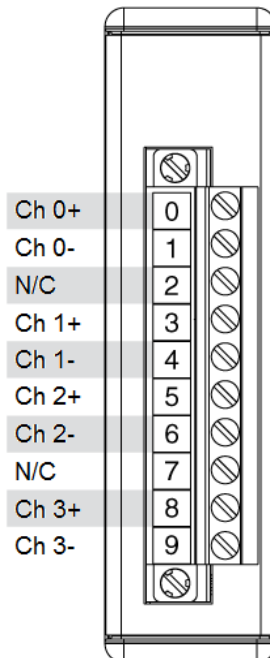 Ch 0+ 0
Ch 0- 1
N/C 2
Ch 1+ 3
Ch 1- 4
Ch 2+ 5
Ch 2- 6
N/C 7
Ch 3+ 8
Ch 3- 9